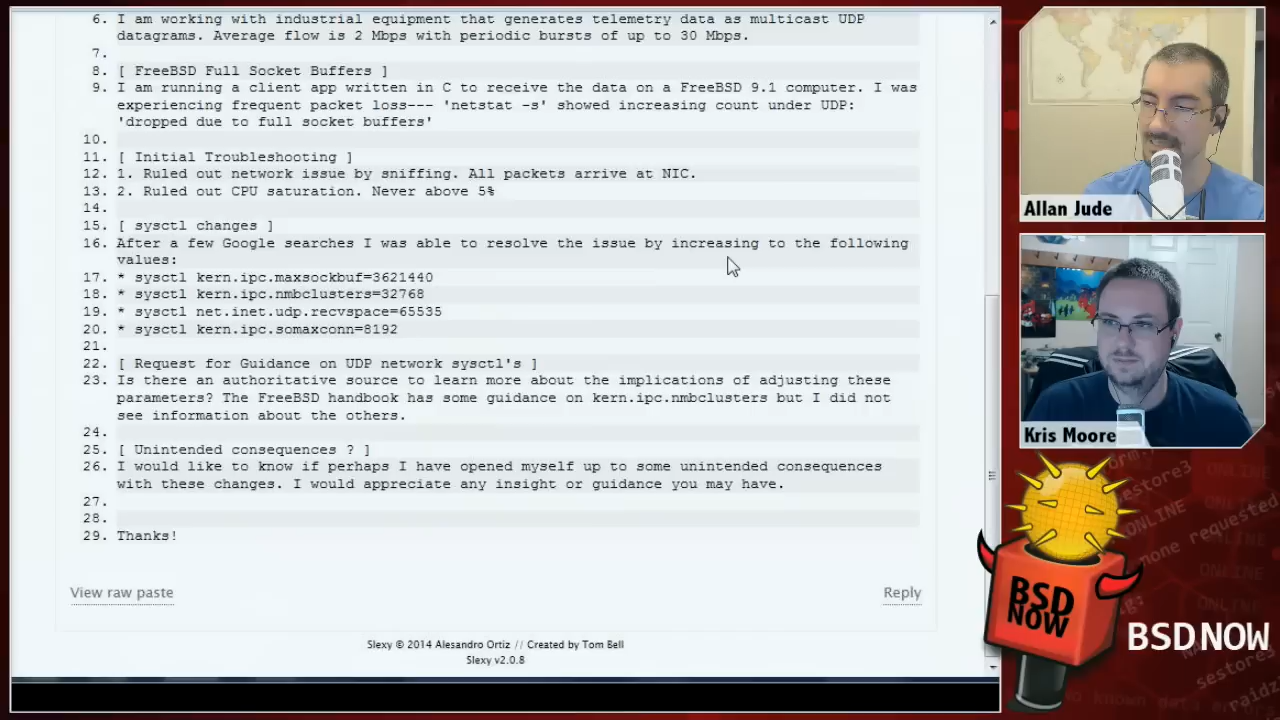 6. I am working with industrial equipment that generates telemetry data as multicast UDP
datagrams. Average flow is 2 Mbps with periodic bursts of up to 30 Mbps.
7.
8. [ FreeBSD Full Socket Buffers ]
9. I am running a client app written in C to receive the data on a FreeBSD 9.1 computer. I was
experiencing frequent packet loss--- 'netstat -s' showed increasing count under UDP:
'dropped due to full socket buffers'
10.
11. [ Initial Troubleshooting ]
12. 1. Ruled out network issue by sniffing. All packets arrive at NIC.
13. 2. Ruled out CPU saturation. Never above 5%
14.
15. [ sysctl changes ]
16. After a few Google searches I was able to resolve the issue by increasing to the following
values:
17. * sysctl kern.ipc.maxsockbuf=3621440
18. * sysctl kern.ipc.nmbclusters=32768
19. * sysctl net.inet.udp.recvspace=65535
20. * sysctl kern.ipc.somaxconn=8192
21.
22. [ Request for Guidance on UDP network sysctl's ]
23. Is there an authoritative source to learn more about the implications of adjusting these
parameters? The FreeBSD handbook has some guidance on kern.ipc.nmbclusters but I did not
see information about the others.
24.
25. [ Unintended consequences ? ]
26. I would like to know if perhaps I have opened myself up to some unintended consequences
with these changes. I would appreciate any insight or guidance you may have.
27.
28.
29. Thanks!
View raw paste
Reply
Slexy © 2014 Alesandro Ortiz // Created by Tom Bell
Slexy v2.0.8
Allan Jude
Kris Moore
BSD
NOW
BSDNOW